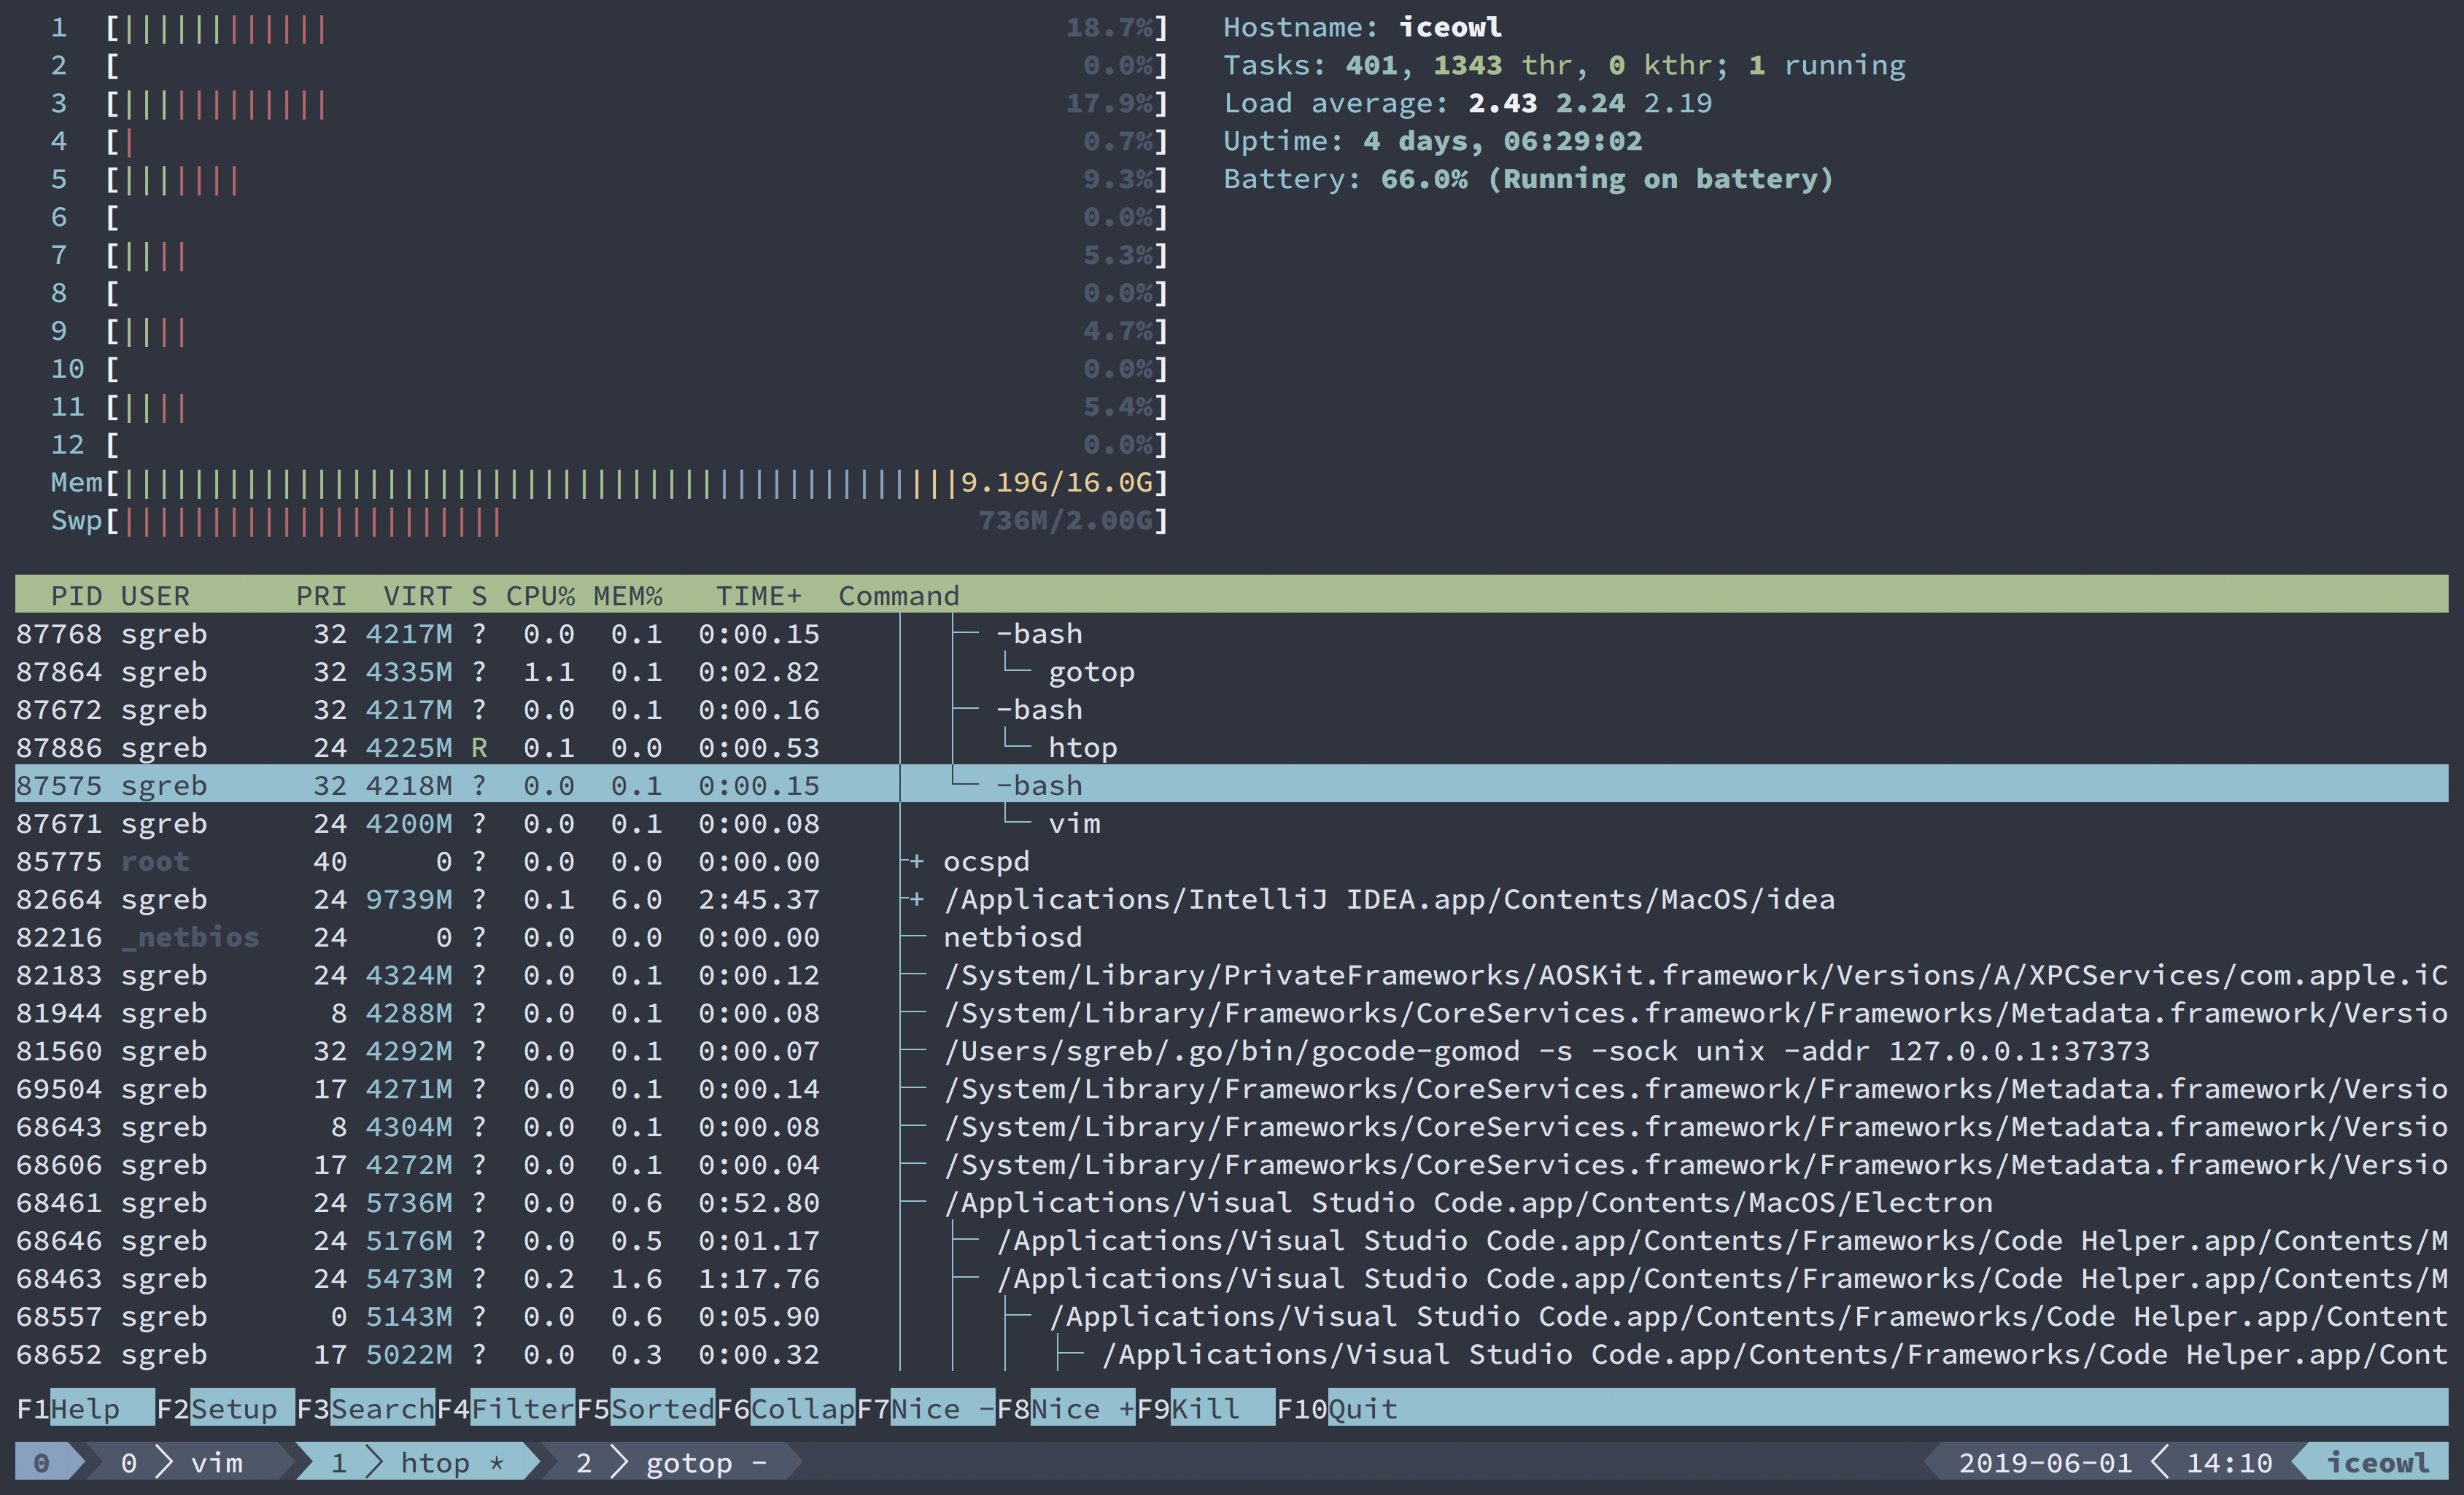 1 [|||||||||||| 18.7%] Hostname: iceowl
2 [ 0.0%] Tasks: 401, 1343 thr, 0 kthr; 1 running
3 [|||||||||||| 17.9%] Load average: 2.43 2.24 2.19
4 [| 0.7%] Uptime: 4 days, 06:29:02
5 [||||||| 9.3%] Battery: 66.0% (Running on battery)
6 [ 0.0%]
7 [|||| 5.3%]
8 [ 0.0%]
9 [|||| 4.7%]
10 [ 0.0%]
11 [|||| 5.4%]
12 [ 0.0%]
Mem[||||||||||||||||||||||||||||||||||||||||||||||||9.19G/16.0G]
Swp[|||||||||||||||||||||| 736M/2.00G]
PID USER PRI VIRT S CPU% MEM% TIME+ Command
87768 sgreb 32 4217M ? 0.0 0.1 0:00.15 │ ├─ -bash
87864 sgreb 32 4335M ? 1.1 0.1 0:02.82 │ │ └─ gotop
87672 sgreb 32 4217M ? 0.0 0.1 0:00.16 │ ├─ -bash
87886 sgreb 24 4225M R 0.1 0.0 0:00.53 │ │ └─ htop
87575 sgreb 32 4218M ? 0.0 0.1 0:00.15 │ └─ -bash
87671 sgreb 24 4200M ? 0.0 0.1 0:00.08 │ └─ vim
85775 root 40 0 ? 0.0 0.0 0:00.00 ├+ ocspd
82664 sgreb 24 9739M ? 0.1 6.0 2:45.37 ├+ /Applications/IntelliJ IDEA.app/Contents/MacOS/idea
82216 _netbios 24 0 ? 0.0 0.0 0:00.00 ├─ netbiosd
82183 sgreb 24 4324M ? 0.0 0.1 0:00.12 ├─ /System/Library/PrivateFrameworks/AOSKit.framework/Versions/A/XPCServices/com.apple.iC
81944 sgreb 8 4288M ? 0.0 0.1 0:00.08 ├─ /System/Library/Frameworks/CoreServices.framework/Frameworks/Metadata.framework/Versio
81560 sgreb 32 4292M ? 0.0 0.1 0:00.07 ├─ /Users/sgreb/.go/bin/gocode-gomod -s -sock unix -addr 127.0.0.1:37373
69504 sgreb 17 4271M ? 0.0 0.1 0:00.14 ├─ /System/Library/Frameworks/CoreServices.framework/Frameworks/Metadata.framework/Versio
68643 sgreb 8 4304M ? 0.0 0.1 0:00.08 ├─ /System/Library/Frameworks/CoreServices.framework/Frameworks/Metadata.framework/Versio
68606 sgreb 17 4272M ? 0.0 0.1 0:00.04 ├─ /System/Library/Frameworks/CoreServices.framework/Frameworks/Metadata.framework/Versio
68461 sgreb 24 5736M ? 0.0 0.6 0:52.80 ├─ /Applications/Visual Studio Code.app/Contents/MacOS/Electron
68646 sgreb 24 5176M ? 0.0 0.5 0:01.17 │ ├─ /Applications/Visual Studio Code.app/Contents/Frameworks/Code Helper.app/Contents/M
68463 sgreb 24 5473M ? 0.2 1.6 1:17.76 │ ├─ /Applications/Visual Studio Code.app/Contents/Frameworks/Code Helper.app/Contents/M
68557 sgreb 0 5143M ? 0.0 0.6 0:05.90 │ │ ├─ /Applications/Visual Studio Code.app/Contents/Frameworks/Code Helper.app/Content
68652 sgreb 17 5022M ? 0.0 0.3 0:00.32 │ │ │ ├─ /Applications/Visual Studio Code.app/Contents/Frameworks/Code Helper.app/Cont
F1Help F2Setup F3SearchF4FilterF5SortedF6CollapF7Nice -F8Nice +F9Kill F10Quit
0 0 vim 1 htop * 2 gotop - 2019-06-01 14:10 iceowl